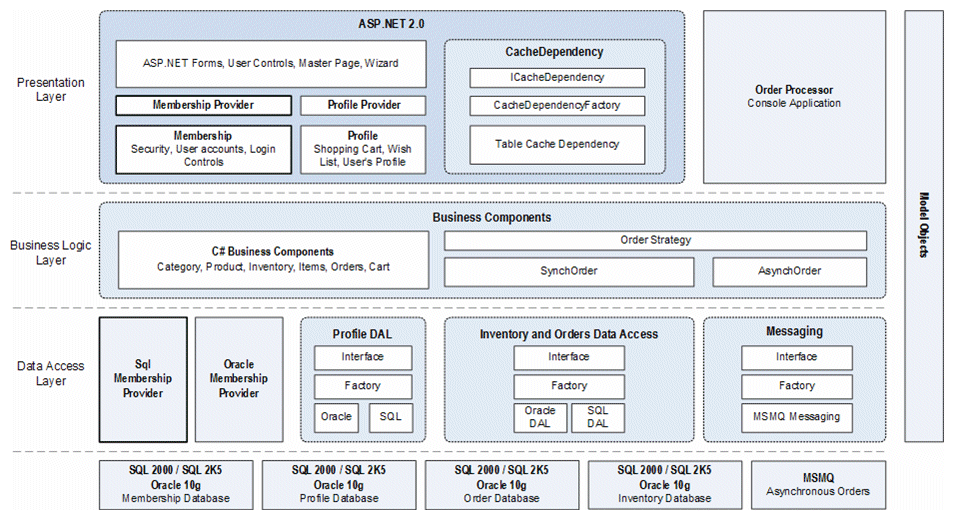 ASP.NET 2.0
Presentation
Layer
ASP.NET Forms, User Controls, Master Page, Wizard
Membership Provider
Profile Provider
Membership
Security, User accounts, Login
Controls
Profile
Shopping Cart, Wish
List, User's Profile
CacheDependency
ICacheDependency
CacheDependencyFactory
Table Cache Dependency
Order Processor
Console Application
Model Objects
Business Logic
Layer
Business Components
C# Business Components
Category, Product, Inventory, Items, Orders, Cart
Order Strategy
SynchOrder
AsynchOrder
Data Access
Layer
Sql
Membership
Provider
Oracle
Membership
Provider
Profile DAL
Interface
Factory
Oracle
SQL
Inventory and Orders Data Access
Interface
Factory
Oracle
DAL
SQL
DAL
Messaging
Interface
Factory
MSMQ Messaging
SQL 2000 / SQL 2K5
Oracle 10g
Membership Database
SQL 2000 / SQL 2K5
Oracle 10g
Profile Database
SQL 2000 / SQL 2K5
Oracle 10g
Order Database
SQL 2000 / SQL 2K5
Oracle 10g
Inventory Database
MSMQ
Asynchronous Orders